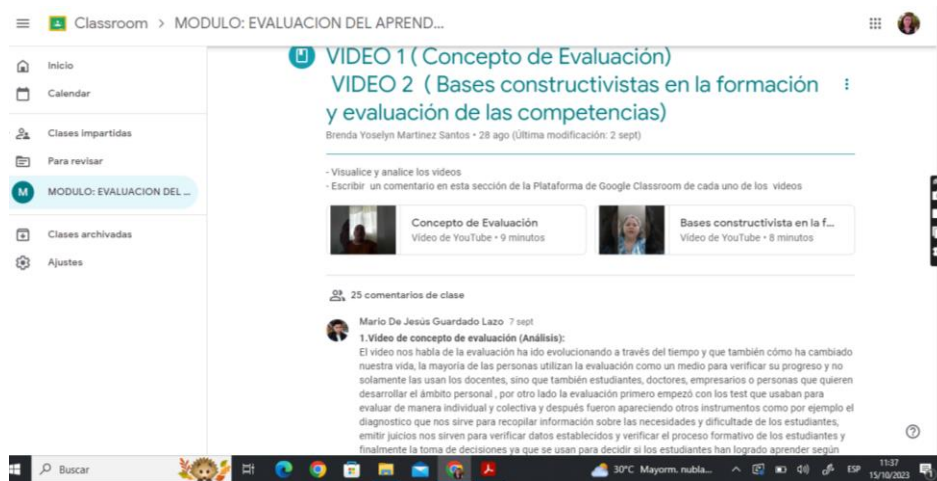 Classroom > MODULO: EVALUACION DEL APREND...
Inicio
Calendar
Clases impartidas
Para revisar
M MODULO: EVALUACION DEL ...
Clases archivadas
Ajustes
VIDEO 1 ( Concepto de Evaluación)
VIDEO 2 ( Bases constructivistas en la formación
y evaluación de las competencias)
Brenda Yoselyn Martinez Santos • 28 ago (Última modificación: 2 sept)
- Visualice y analice los videos
- Escribir un comentario en esta sección de la Plataforma de Google Classroom de cada uno de los videos
Concepto de Evaluación
Vídeo de YouTube • 9 minutos
Bases constructivista en la f...
Vídeo de YouTube • 8 minutos
25 comentarios de clase
Mario De Jesús Guardado Lazo 7 sept
1.Video de concepto de evaluación (Análisis):
El video nos habla de la evaluación ha ido evolucionando a través del tiempo y que también cómo ha cambiado
nuestra vida, la mayoría de las personas utilizan la evaluación como un medio para verificar su progreso y no
solamente las usan los docentes, sino que también estudiantes, doctores, empresarios o personas que quieren
desarrollar el ámbito personal , por otro lado la evaluación primero empezó con los test que usaban para
evaluar de manera individual y colectiva y después fueron apareciendo otros instrumentos como por ejemplo el
diagnostico que nos sirve para recopilar información sobre las necesidades y dificultade de los estudiantes,
emitir juicios nos sirven para verificar datos establecidos y verificar el proceso formativo de los estudiantes y
finalmente la toma de decisiones ya que se usan para decidir si los estudiantes han logrado aprender según
Buscar
30°C Mayorm. nubla...
ESP
11:37
15/10/2023